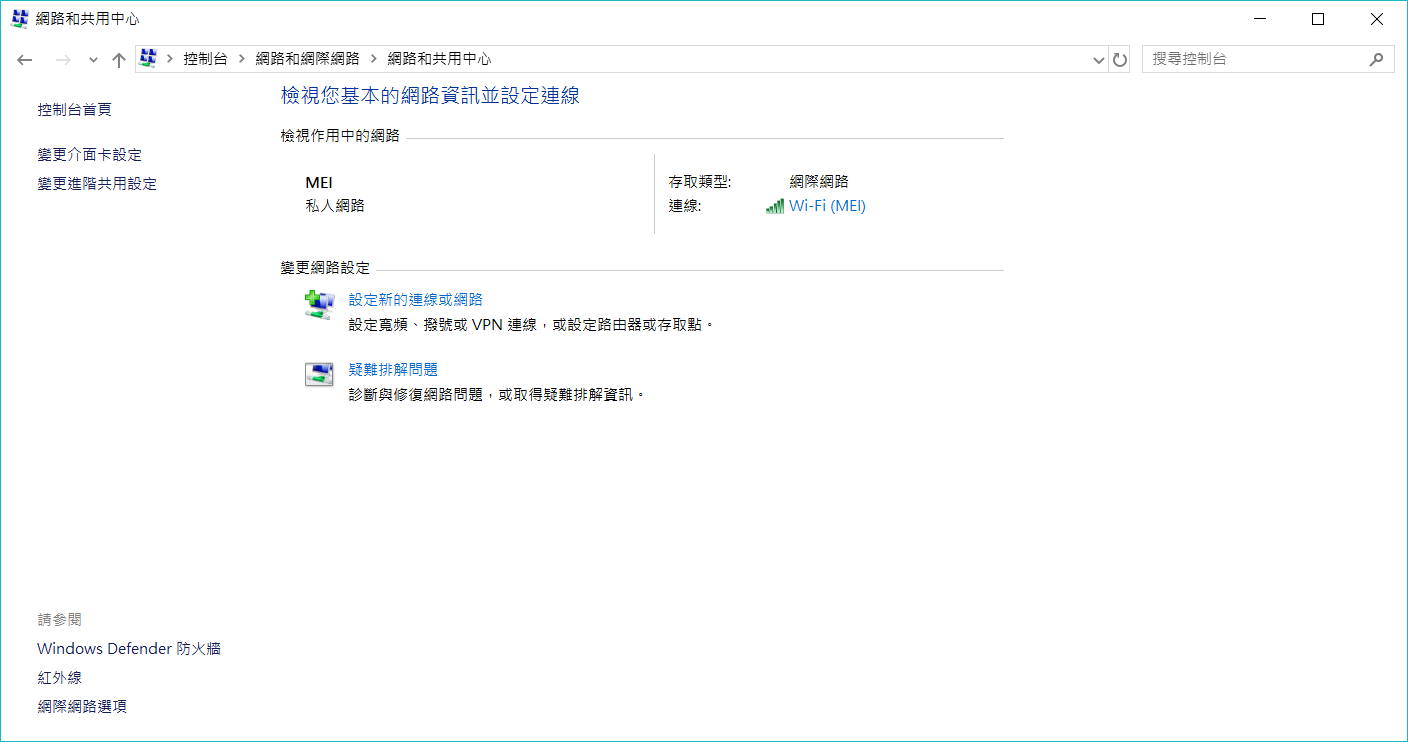 網路和共用中心
控制台 網路和網際網路 網路和共用中心
搜尋控制台
控制台首頁
變更介面卡設定
變更進階共用設定
檢視您基本的網路資訊並設定連線
檢視作用中的網路
MEI
私人網路
存取類型: 網際網路
連線: Wi-Fi (MEI)
變更網路設定
設定新的連線或網路
設定寬頻、撥號或 VPN 連線，或設定路由器或存取點。
疑難排解問題
診斷與修復網路問題，或取得疑難排解資訊。
請參閱
Windows Defender 防火牆
紅外線
網際網路選項